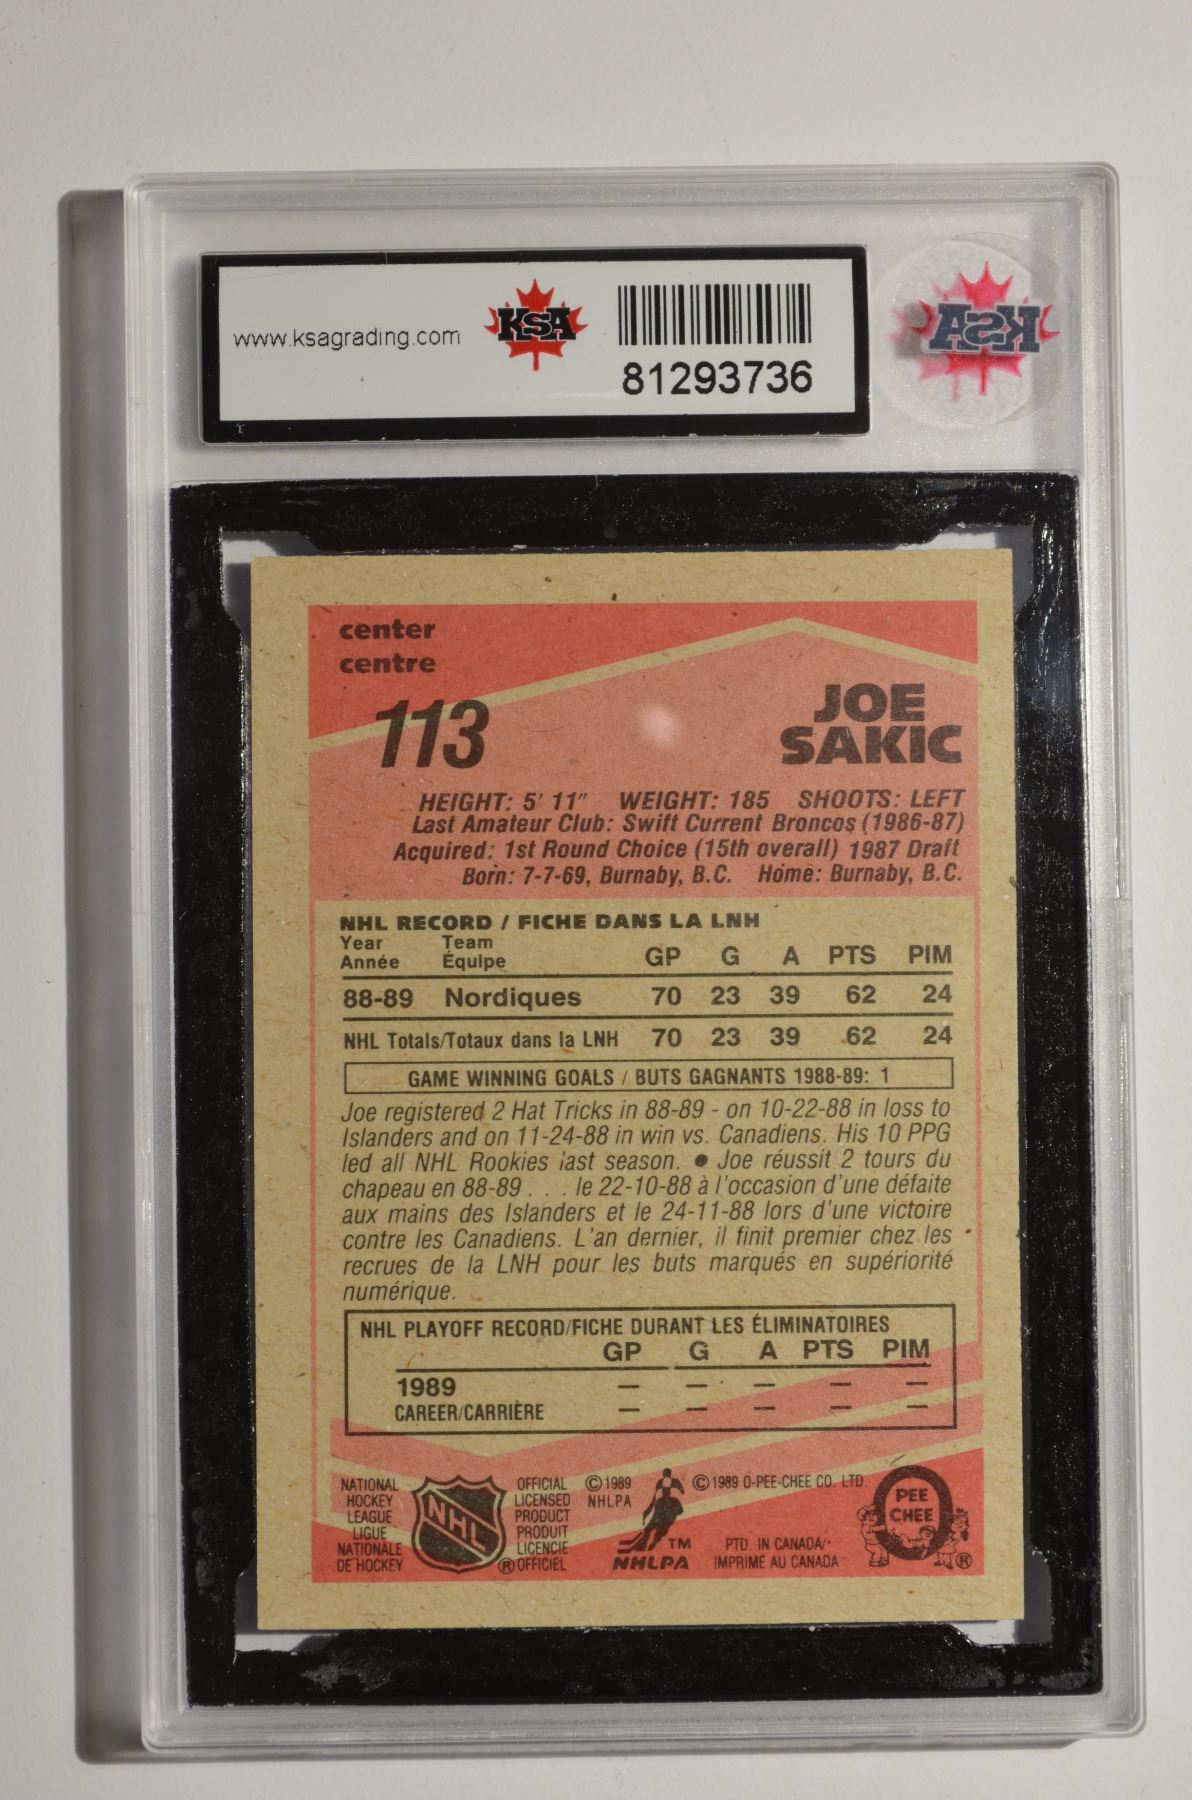 www.ksagrading.com
KSA
81293736
KSA
center
centre
113
JOE
SAKIC
HEIGHT: 5' 11" WEIGHT: 185 SHOOTS: LEFT
Last Amateur Club: Swift Current Broncos (1986-87)
Acquired: 1st Round Choice (15th overall) 1987 Draft
Born: 7-7-69, Burnaby, B.C. Home: Burnaby, B.C.
NHL RECORD / FICHE DANS LA LNH
Year Team
Année Équipe GP G A PTS PIM
88-89 Nordiques 70 23 39 62 24
NHL Totals/Totaux dans la LNH 70 23 39 62 24
GAME WINNING GOALS / BUTS GAGNANTS 1988-89: 1
Joe registered 2 Hat Tricks in 88-89 - on 10-22-88 in loss to
Islanders and on 11-24-88 in win vs. Canadiens. His 10 PPG
led all NHL Rookies last season. ● Joe réussit 2 tours du
chapeau en 88-89 . . . le 22-10-88 à l'occasion d'une défaite
aux mains des Islanders et le 24-11-88 lors d'une victoire
contre les Canadiens. L'an dernier, il finit premier chez les
recrues de la LNH pour les buts marqués en supériorité
numérique.
NHL PLAYOFF RECORD/FICHE DURANT LES ÉLIMINATOIRES
GP G A PTS PIM
1989 — — — — —
CAREER/CARRIÈRE — — — — —
NATIONAL
HOCKEY
LEAGUE
LIGUE
NATIONALE
DE HOCKEY
NHL
OFFICIAL
LICENSED
PRODUCT
PRODUIT
LICENCIE
® OFFICIEL
© 1989
NHLPA
TM
NHLPA
© 1989 O-PEE-CHEE CO. LTD.
PTD. IN CANADA/
IMPRIMÉ AU CANADA
PEE
CHEE
®